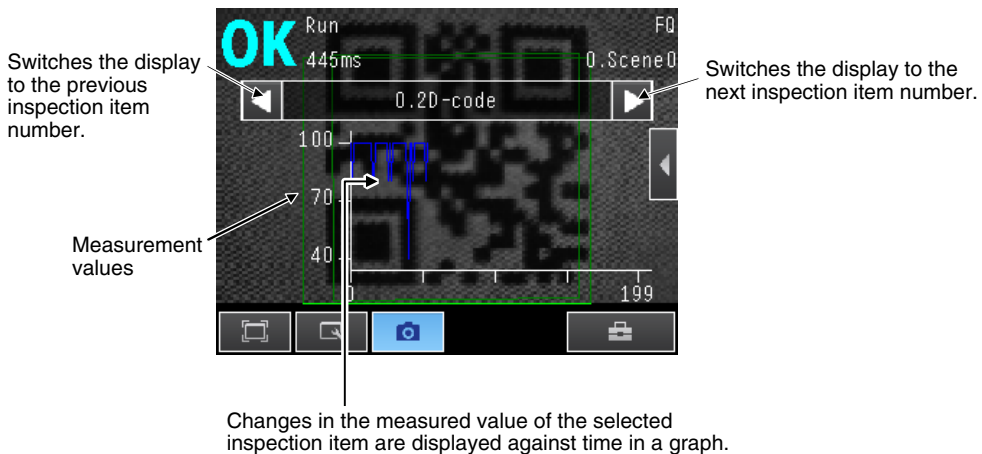 OK
Run
FQ
445ms
0.Scene0
Switches the display
to the previous
inspection item
number.
Switches the display to the
next inspection item number.
0.2D-code
100
70
40
0
199
Measurement
values
Changes in the measured value of the selected
inspection item are displayed against time in a graph.